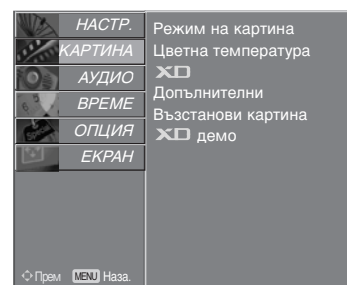 НАСТР.
КАРТИНА
АУДИО
ВРЕМЕ
ОПЦИЯ
ЕКРАН
Режим на картина
Цветна температура
XD
Допълнителни
Възстанови картина
XD демо
Прем MENU Наза.